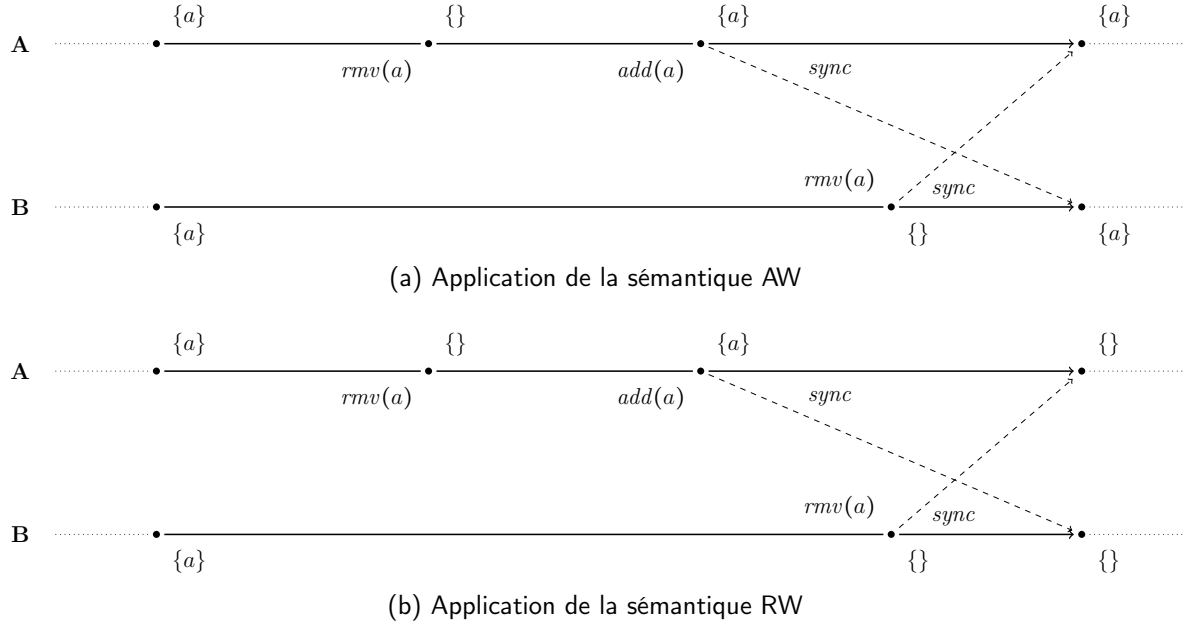 {a} {} {a} {a}
A
rmv(a) add(a) sync
rmv(a) sync
B
{a} {} {a}
(a) Application de la sémantique AW
{a} {} {a} {}
A
rmv(a) add(a) sync
rmv(a) sync
B
{a} {} {}
(b) Application de la sémantique RW